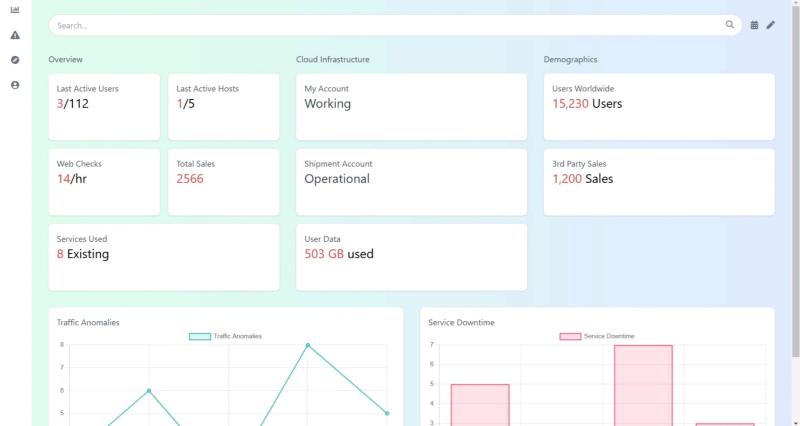 Search...
Overview
Cloud Infrastructure
Demographics
Last Active Users
3/112
Last Active Hosts
1/5
My Account
Working
Users Worldwide
15,230 Users
Web Checks
14/hr
Total Sales
2566
Shipment Account
Operational
3rd Party Sales
1,200 Sales
Services Used
8 Existing
User Data
503 GB used
Traffic Anomalies
Traffic Anomalies
8
7
6
5
Service Downtime
Service Downtime
7
6
5
4
3